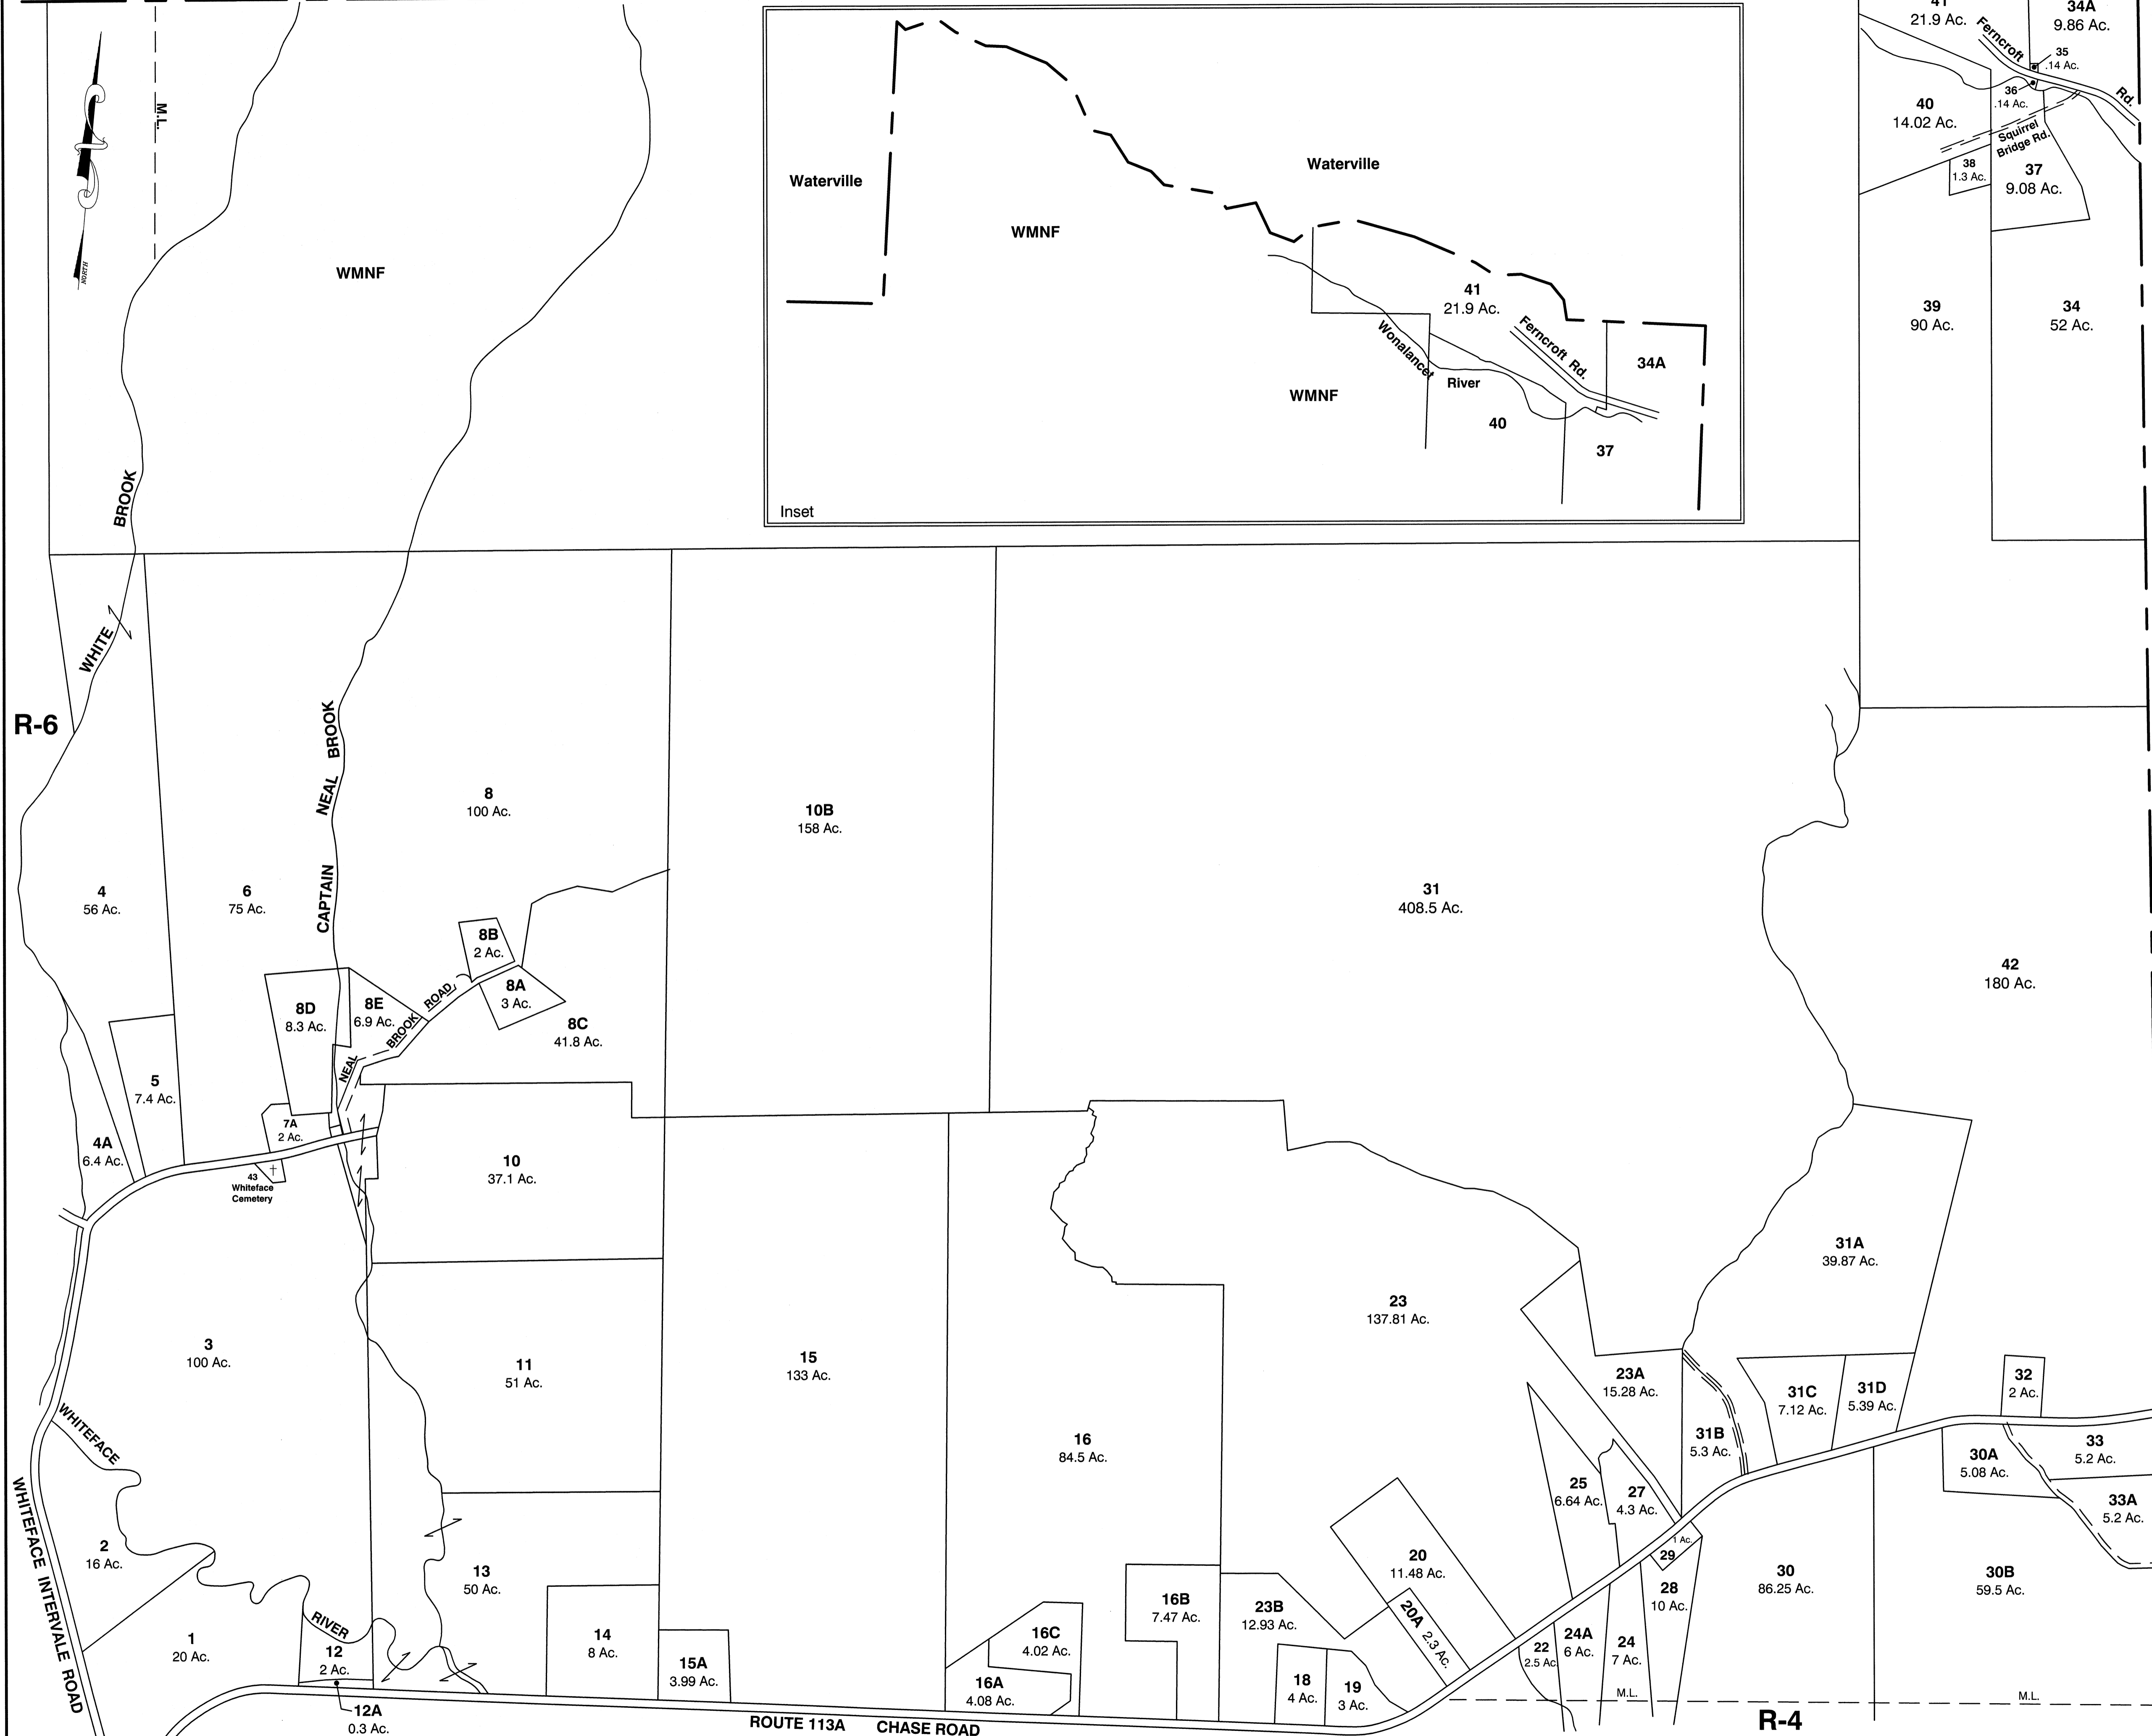 M.L.
NORTH
WMNF
BROOK
WHITE
R-6
Waterville
Waterville
WMNF
41
21.9 Ac.
Ferncroft Rd.
34A
Wonalancet
River
WMNF
40
37
Inset
41
21.9 Ac.
34A
9.86 Ac.
Ferncroft
Rd.
35
.14 Ac.
36
.14 Ac.
40
14.02 Ac.
Squirrel
Bridge Rd.
38
1.3 Ac.
37
9.08 Ac.
39
90 Ac.
34
52 Ac.
CAPTAIN NEAL BROOK
8
100 Ac.
10B
158 Ac.
31
408.5 Ac.
42
180 Ac.
4
56 Ac.
6
75 Ac.
8B
2 Ac.
8A
3 Ac.
8D
8.3 Ac.
8E
6.9 Ac.
NEAL BROOK ROAD
8C
41.8 Ac.
5
7.4 Ac.
7A
2 Ac.
4A
6.4 Ac.
43
Whiteface
Cemetery
10
37.1 Ac.
31A
39.87 Ac.
23
137.81 Ac.
3
100 Ac.
11
51 Ac.
15
133 Ac.
16
84.5 Ac.
23A
15.28 Ac.
31C
7.12 Ac.
31D
5.39 Ac.
32
2 Ac.
31B
5.3 Ac.
30A
5.08 Ac.
33
5.2 Ac.
33A
5.2 Ac.
25
6.64 Ac.
27
4.3 Ac.
1 Ac.
29
28
10 Ac.
30
86.25 Ac.
30B
59.5 Ac.
WHITEFACE
RIVER
WHITEFACE INTERVALE ROAD
2
16 Ac.
1
20 Ac.
12
2 Ac.
12A
0.3 Ac.
13
50 Ac.
14
8 Ac.
15A
3.99 Ac.
16C
4.02 Ac.
16A
4.08 Ac.
16B
7.47 Ac.
23B
12.93 Ac.
18
4 Ac.
19
3 Ac.
20
11.48 Ac.
20A 2.3 Ac.
22
2.5 Ac
24A
6 Ac.
24
7 Ac.
M.L.
M.L.
ROUTE 113A CHASE ROAD
R-4